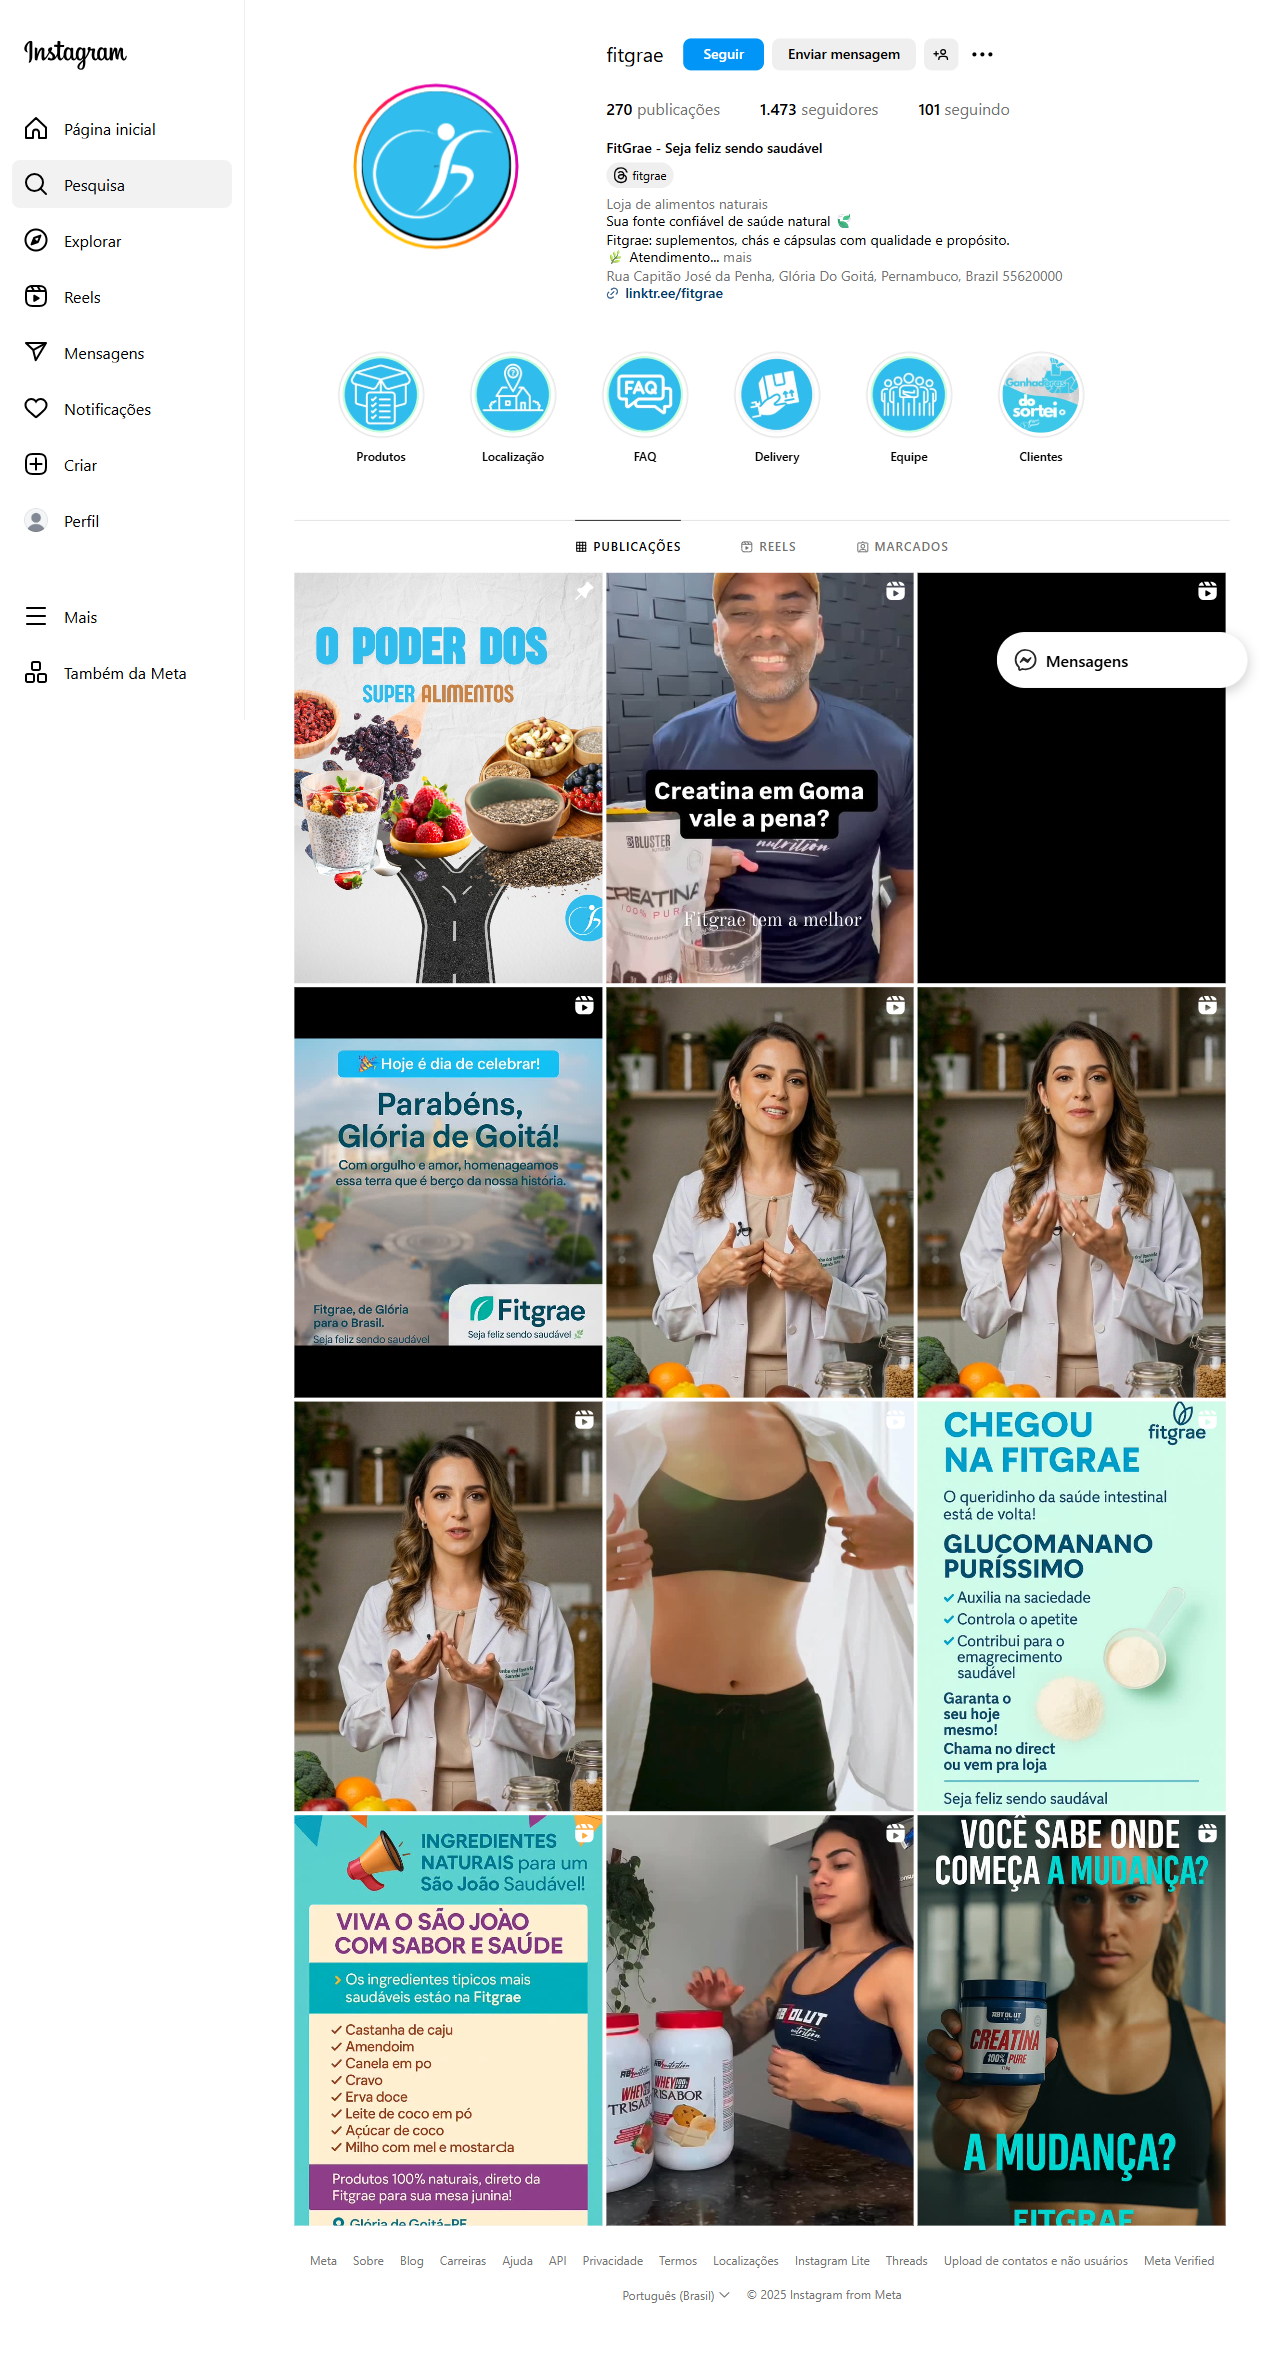 Instagram
Página inicial
Pesquisa
Explorar
Reels
Mensagens
Notificações
Criar
Perfil
Mais
Também da Meta
fitgrae
Seguir
Enviar mensagem
270 publicações
1.473 seguidores
101 seguindo
FitGrae - Seja feliz sendo saudável
fitgrae
Loja de alimentos naturais
Sua fonte confiável de saúde natural
Fitgrae: suplementos, chás e cápsulas com qualidade e propósito.
Atendimento... mais
Rua Capitão José da Penha, Glória Do Goitá, Pernambuco, Brazil 55620000
linktr.ee/fitgrae
FAQ
Ganhadoras
do
sorteio
Produtos
Localização
FAQ
Delivery
Equipe
Clientes
PUBLICAÇÕES
REELS
MARCADOS
O PODER DOS
SUPER ALIMENTOS
Creatina em Goma
vale a pena?
BLUSTER
nutrition
CREATINA
100% PUR
Fitgrae tem a melhor
Mensagens
Hoje é dia de celebrar!
Parabéns,
Glória de Goitá!
Com orgulho e amor, homenageamos
essa terra que é berço da nossa história.
Fitgrae, de Glória
para o Brasil.
Seja feliz sendo saudável
Fitgrae
Seja feliz sendo saudável
CHEGOU
NA FITGRAE
fitgrae
O queridinho da saúde intestinal
está de volta!
GLUCOMANANO
PURÍSSIMO
Auxilia na saciedade
Controla o apetite
Contribui para o
emagrecimento
saudável
Garanta o
seu hoje
mesmo!
Chama no direct
ou vem pra loja
Seja feliz sendo saudával
INGREDIENTES
NATURAIS para um
São João Saudável!
VIVA O SÃO JOÀO
COM SABOR E SAÚDE
Os ingredientes tipicos mais
saudáveis estáo na Fitgrae
Castanha de caju
Amendoim
Canela em po
Cravo
Erva doce
Leite de coco em pó
Açúcar de coco
Milho com mel e mostarda
Produtos 100% naturais, direto da
Fitgrae para sua mesa junina!
Glória de Goitá-PE
nutrition
WHEY
TRISABOR
WHEY
TRISABOR
VOCÊ SABE ONDE
COMEÇA A MUDANÇA?
CREATINA
100% PURE
A MUDANÇA?
FITGRAE
Meta
Sobre
Blog
Carreiras
Ajuda
API
Privacidade
Termos
Localizações
Instagram Lite
Threads
Upload de contatos e não usuários
Meta Verified
Português (Brasil)
© 2025 Instagram from Meta